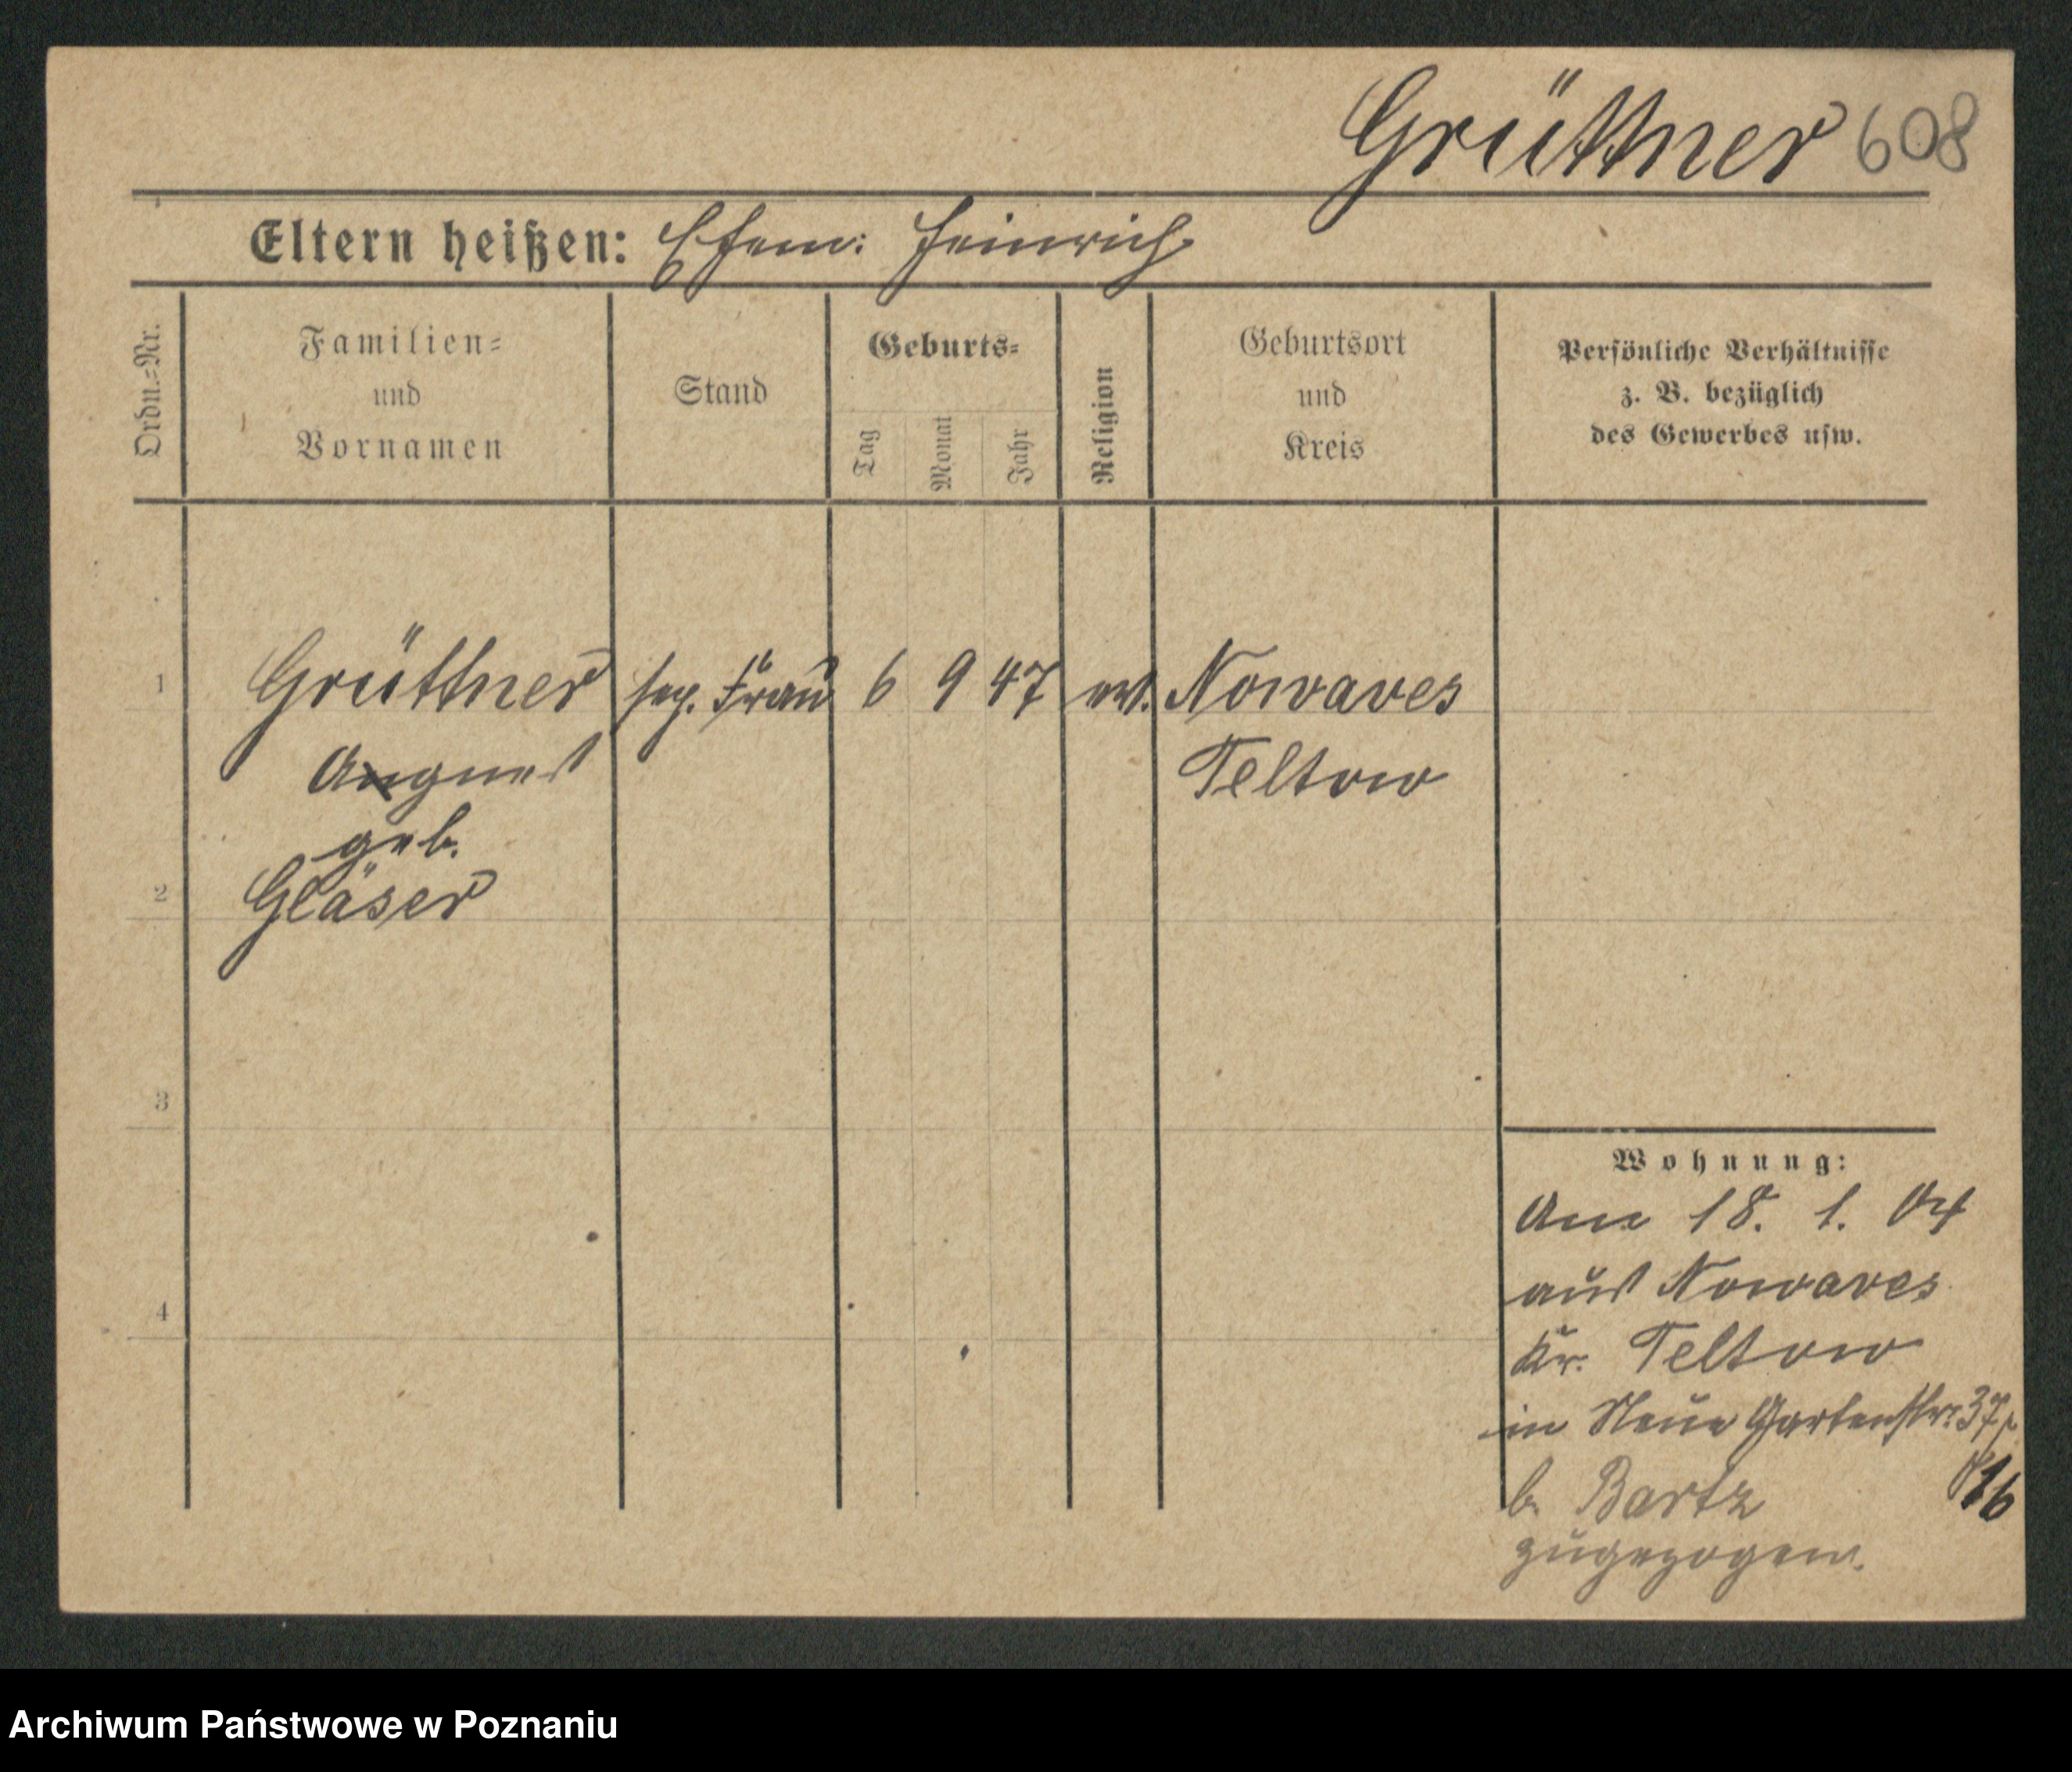 Grüttner 608
Eltern heißen: Ehem: Heinrich
Ordn.=Nr.
Familien=
und
Vornamen
Stand
Geburts=
Tag
Monat
Jahr
Religion
Geburtsort
und
Kreis
Persönliche Verhältnisse
z. B. bezüglich
des Gewerbes usw.
1 Grüttner sep. Frau 6 9 47 ev. Nowawes
Teltow
geb.
2 Gläser
3
4
Wohnung:
Am 18. 1. 04
aus Nowawes
Kr. Teltow
in Neue Gartenstr. 37
b. Bartz
16
zugezogen.
Archiwum Państwowe w Poznaniu